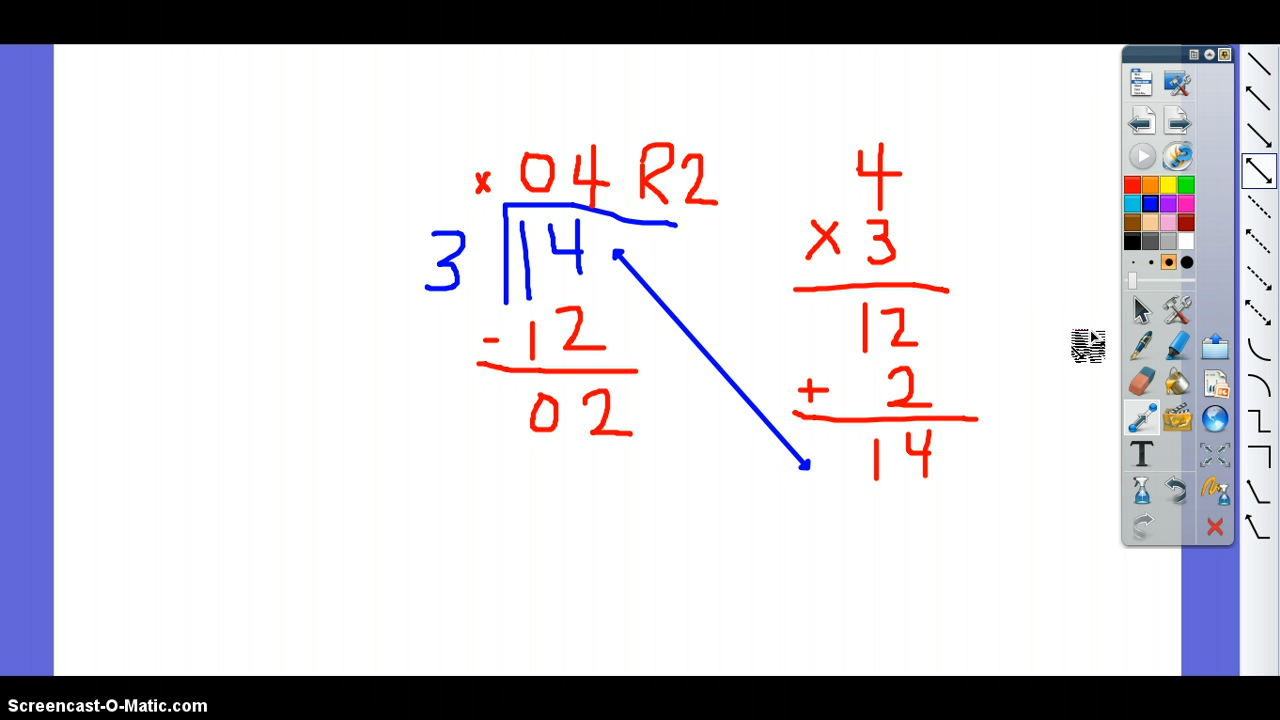 x 04 R2
3 14
- 12
02
4
x 3
12
+ 2
14
T
Screencast-O-Matic.com